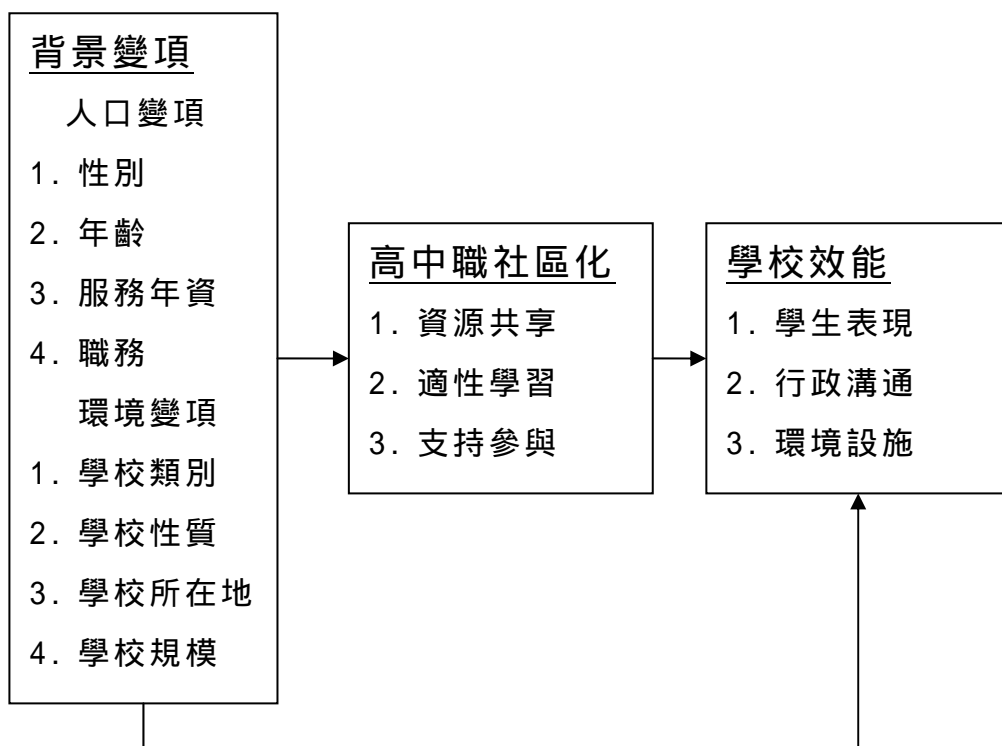 背景變項
人口變項
1. 性別
2. 年齡
3. 服務年資
4. 職務
環境變項
1. 學校類別
2. 學校性質
3. 學校所在地
4. 學校規模
高中職社區化
1. 資源共享
2. 適性學習
3. 支持參與
學校效能
1. 學生表現
2. 行政溝通
3. 環境設施